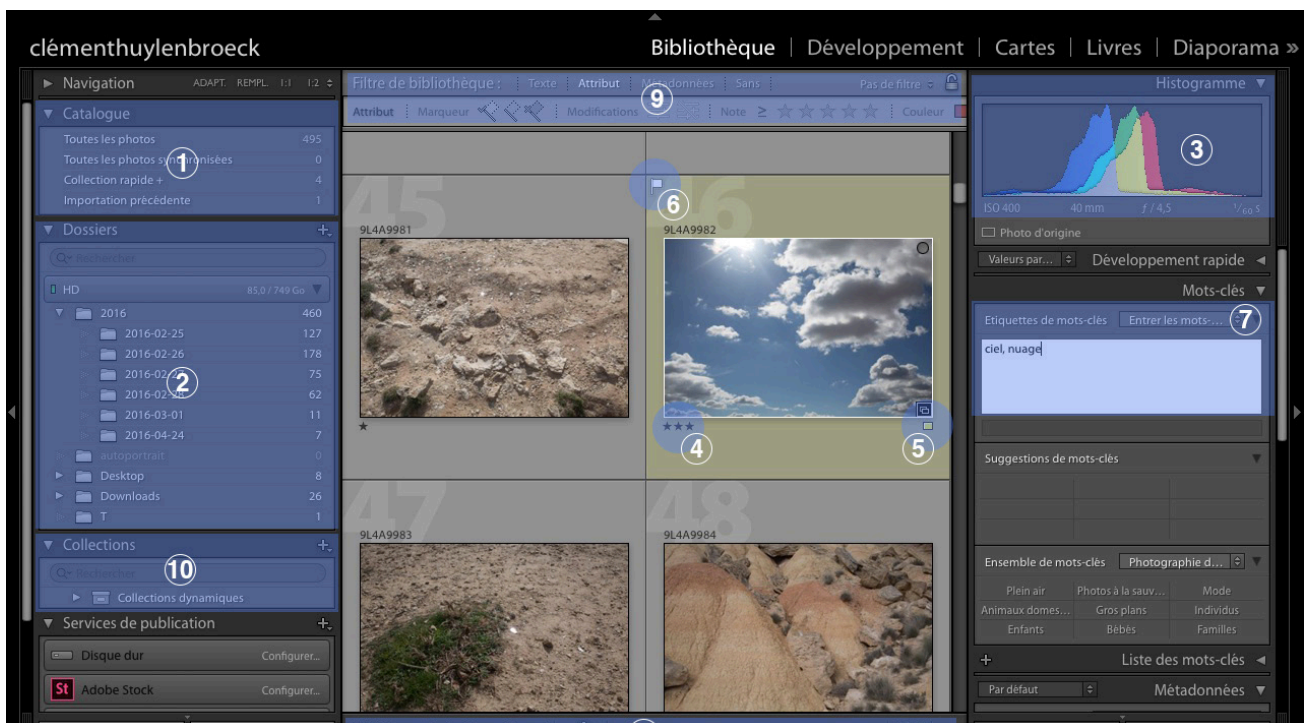 clémenthuylenbroeck
Bibliothèque | Développement | Cartes | Livres | Diaporama »
Navigation ADAPT. REMPL. 1:1 1:2
Catalogue
Toutes les photos 495
Toutes les photos synchronisées 0
Collection rapide + 4
Importation précédente 1
1
Dossiers +
Rechercher
HD 85,0 / 749 Go
2016 460
2016-02-25 127
2016-02-26 178
75
62
2016-03-01 11
2016-04-24 7
autoportrait 0
Desktop 8
Downloads 26
T 1
2
Collections +
Rechercher
10
Collections dynamiques
Services de publication +
Disque dur Configurer...
St Adobe Stock Configurer...
Filtre de bibliothèque : Texte Attribut Métadonnées Sans Pas de filtre
9
Attribut Marqueur Modifications Note ≥ ★★★★★ Couleur
45
9L4A9981
★
46
6
9L4A9982
★★★
4
5
47
9L4A9983
48
9L4A9984
Histogramme
3
ISO 400 40 mm ƒ / 4,5 1/60 s
Photo d'origine
Valeurs par... Développement rapide
Mots-clés
Etiquettes de mots-clés Entrer les mots-...
7
ciel, nuage
Suggestions de mots-clés
Ensemble de mots-clés Photographie d...
Plein air Photos à la sauv... Mode
Animaux domes... Gros plans Individus
Enfants Bébés Familles
+ Liste des mots-clés
Par défaut Métadonnées